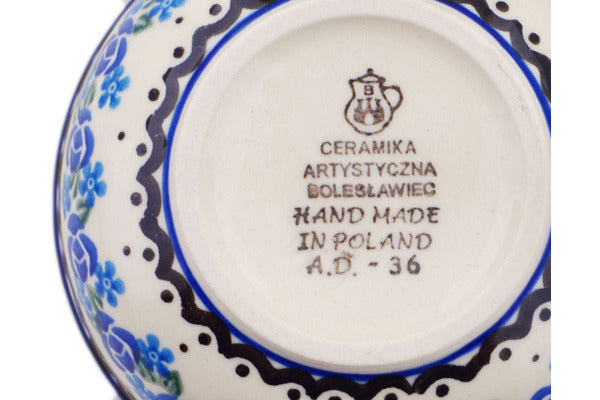 B
CERAMIKA
ARTYSTYCZNA
BOLESŁAWIEC
HAND MADE
IN POLAND
A.D. - 36